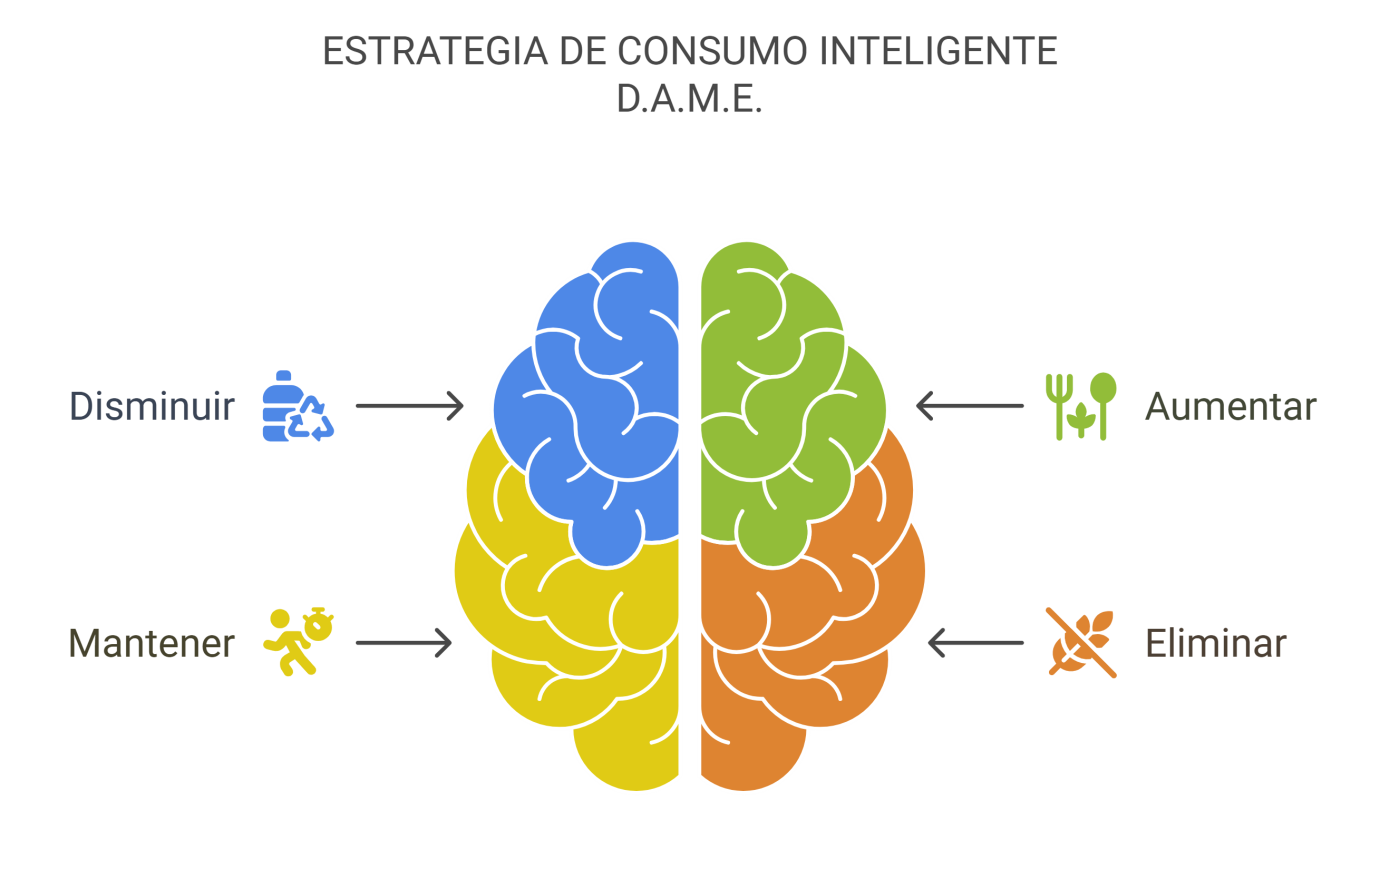 ESTRATEGIA DE CONSUMO INTELIGENTE
D.A.M.E.
Disminuir
Aumentar
Mantener
Eliminar